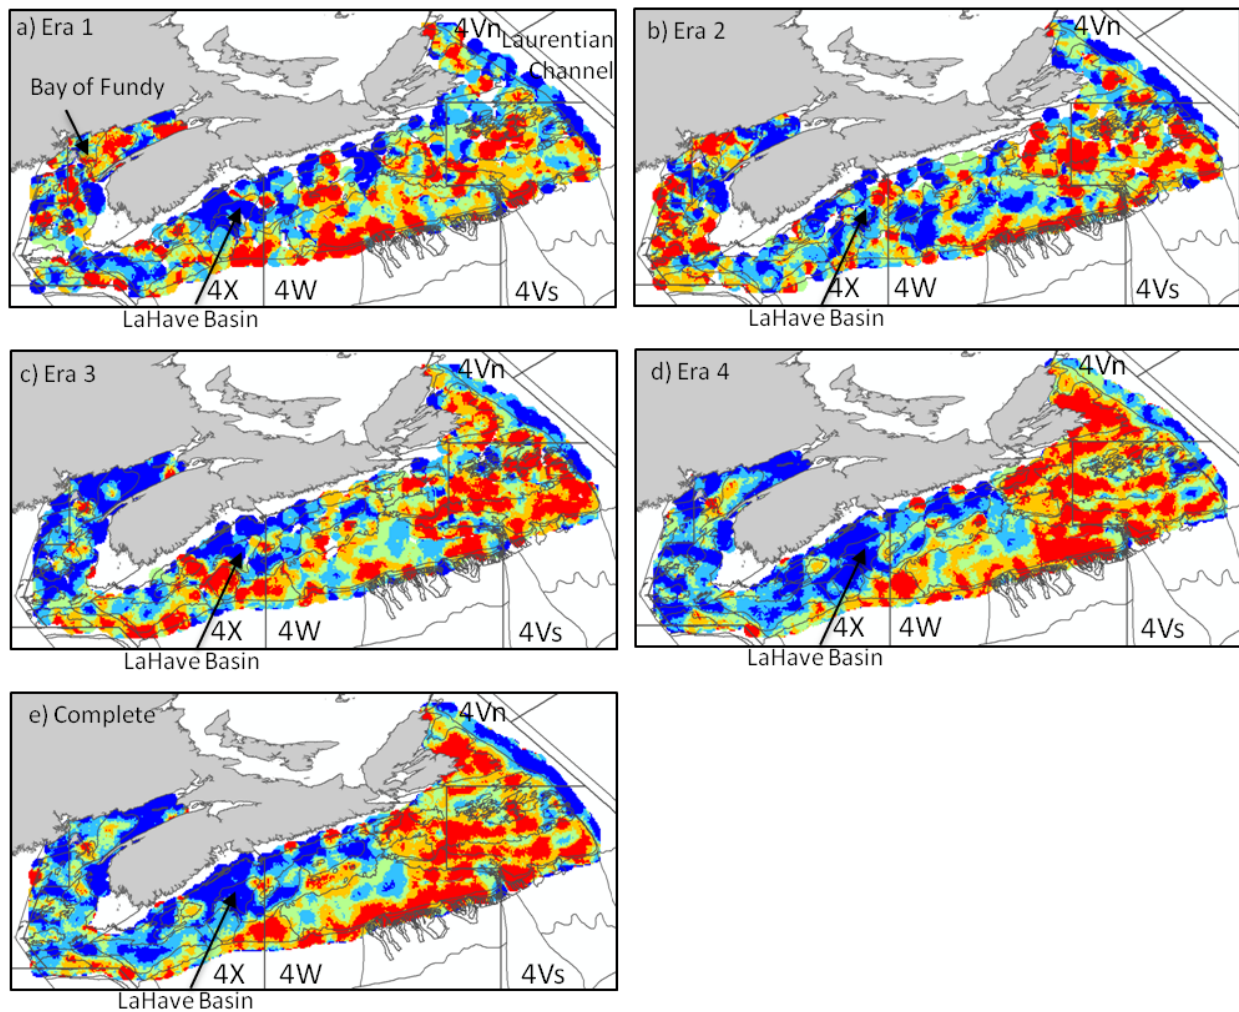 a) Era 1
4Vn
Laurentian
Channel
Bay of Fundy
4X
4W
4Vs
LaHave Basin
b) Era 2
4Vn
4X
4W
4Vs
LaHave Basin
c) Era 3
4Vn
4X
4W
4Vs
LaHave Basin
d) Era 4
4Vn
4X
4W
4Vs
LaHave Basin
e) Complete
4Vn
4X
4W
4Vs
LaHave Basin